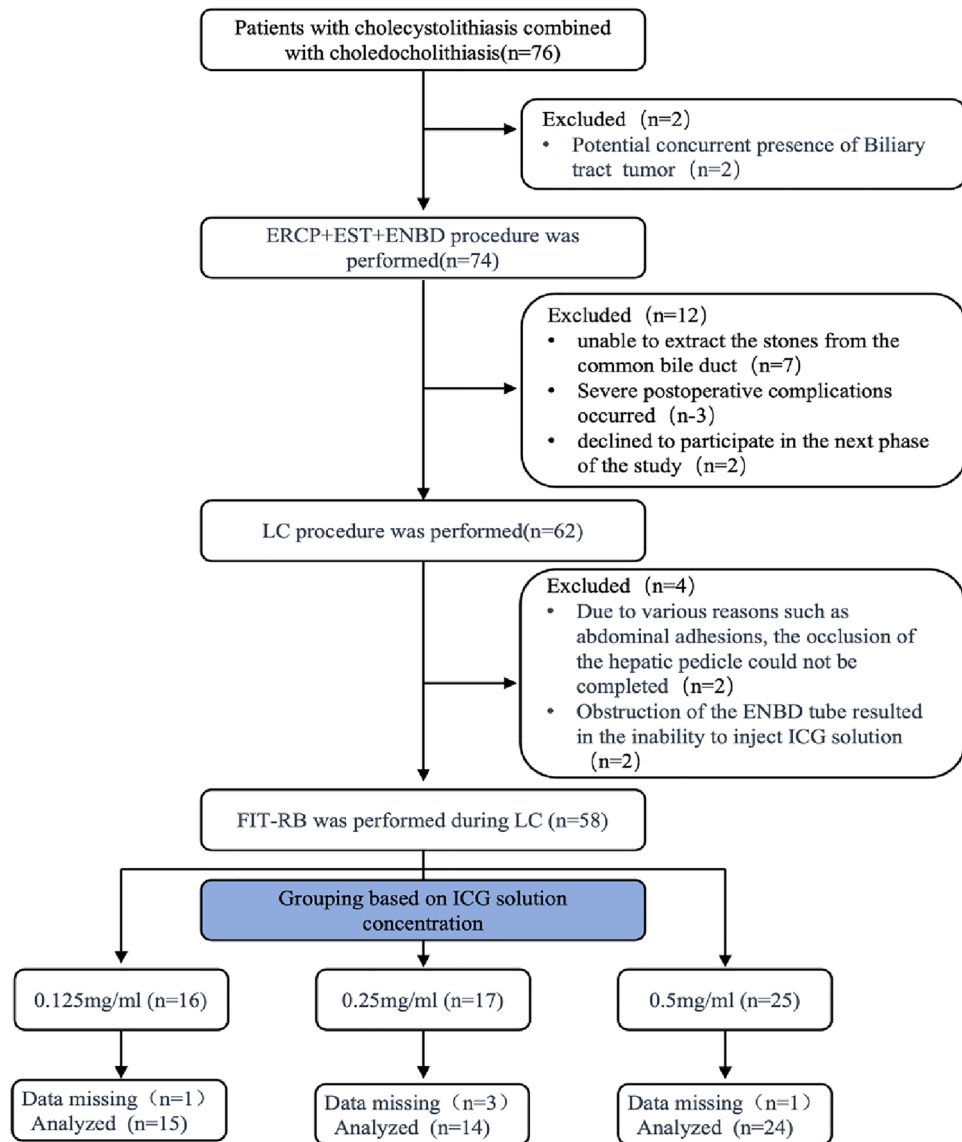 Patients with cholecystolithiasis combined
with choledocholithiasis(n=76)
Excluded（n=2）
• Potential concurrent presence of Biliary
tract tumor（n=2）
ERCP+EST+ENBD procedure was
performed(n=74)
Excluded（n=12）
• unable to extract the stones from the
common bile duct（n=7）
• Severe postoperative complications
occurred（n-3）
• declined to participate in the next phase
of the study（n=2）
LC procedure was performed(n=62)
Excluded（n=4）
• Due to various reasons such as
abdominal adhesions, the occlusion of
the hepatic pedicle could not be
completed（n=2）
• Obstruction of the ENBD tube resulted
in the inability to inject ICG solution
（n=2）
FIT-RB was performed during LC (n=58)
Grouping based on ICG solution
concentration
0.125mg/ml (n=16)
0.25mg/ml (n=17)
0.5mg/ml (n=25)
Data missing（n=1）
Analyzed（n=15）
Data missing（n=3）
Analyzed（n=14）
Data missing（n=1）
Analyzed（n=24）